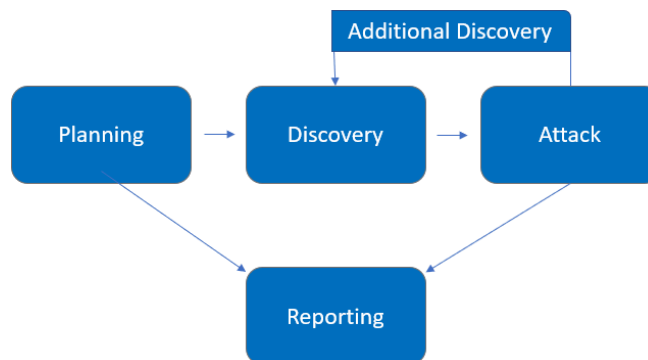 Additional Discovery
Planning
Discovery
Attack
Reporting